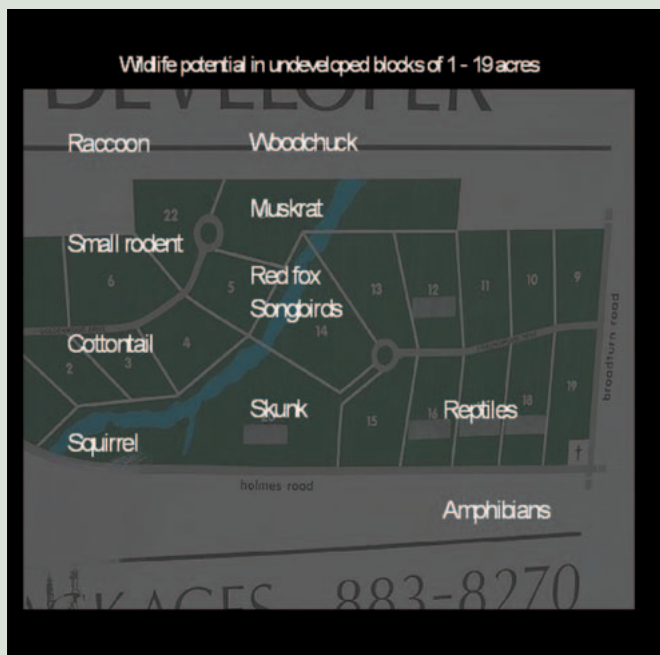 Wildlife potential in undeveloped blocks of 1 - 19 acres
DEVELOPER
Raccoon
Woodchuck
Muskrat
22
Small rodent
6
5
Red fox
13
12
11
10
9
Songbirds
14
Cottontail
4
3
2
broadturn road
Skunk
Reptiles
15
16
18
19
Squirrel
holmes road
Amphibians
883-8270